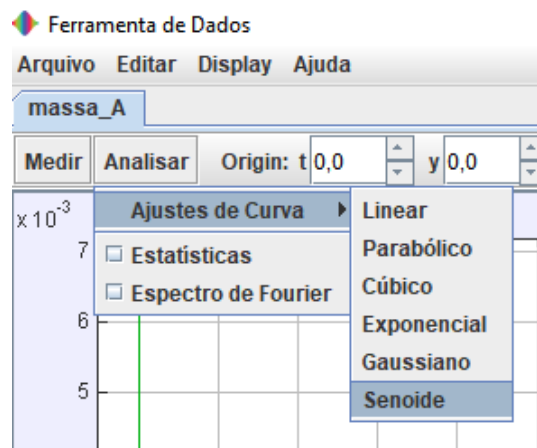 Ferramenta de Dados
Arquivo Editar Display Ajuda
massa_A
Medir Analisar Origin: t 0,0 y 0,0
x 10^-3
Ajustes de Curva
Linear
7
Estatísticas
Parabólico
Espectro de Fourier
Cúbico
6
Exponencial
Gaussiano
5
Senoide